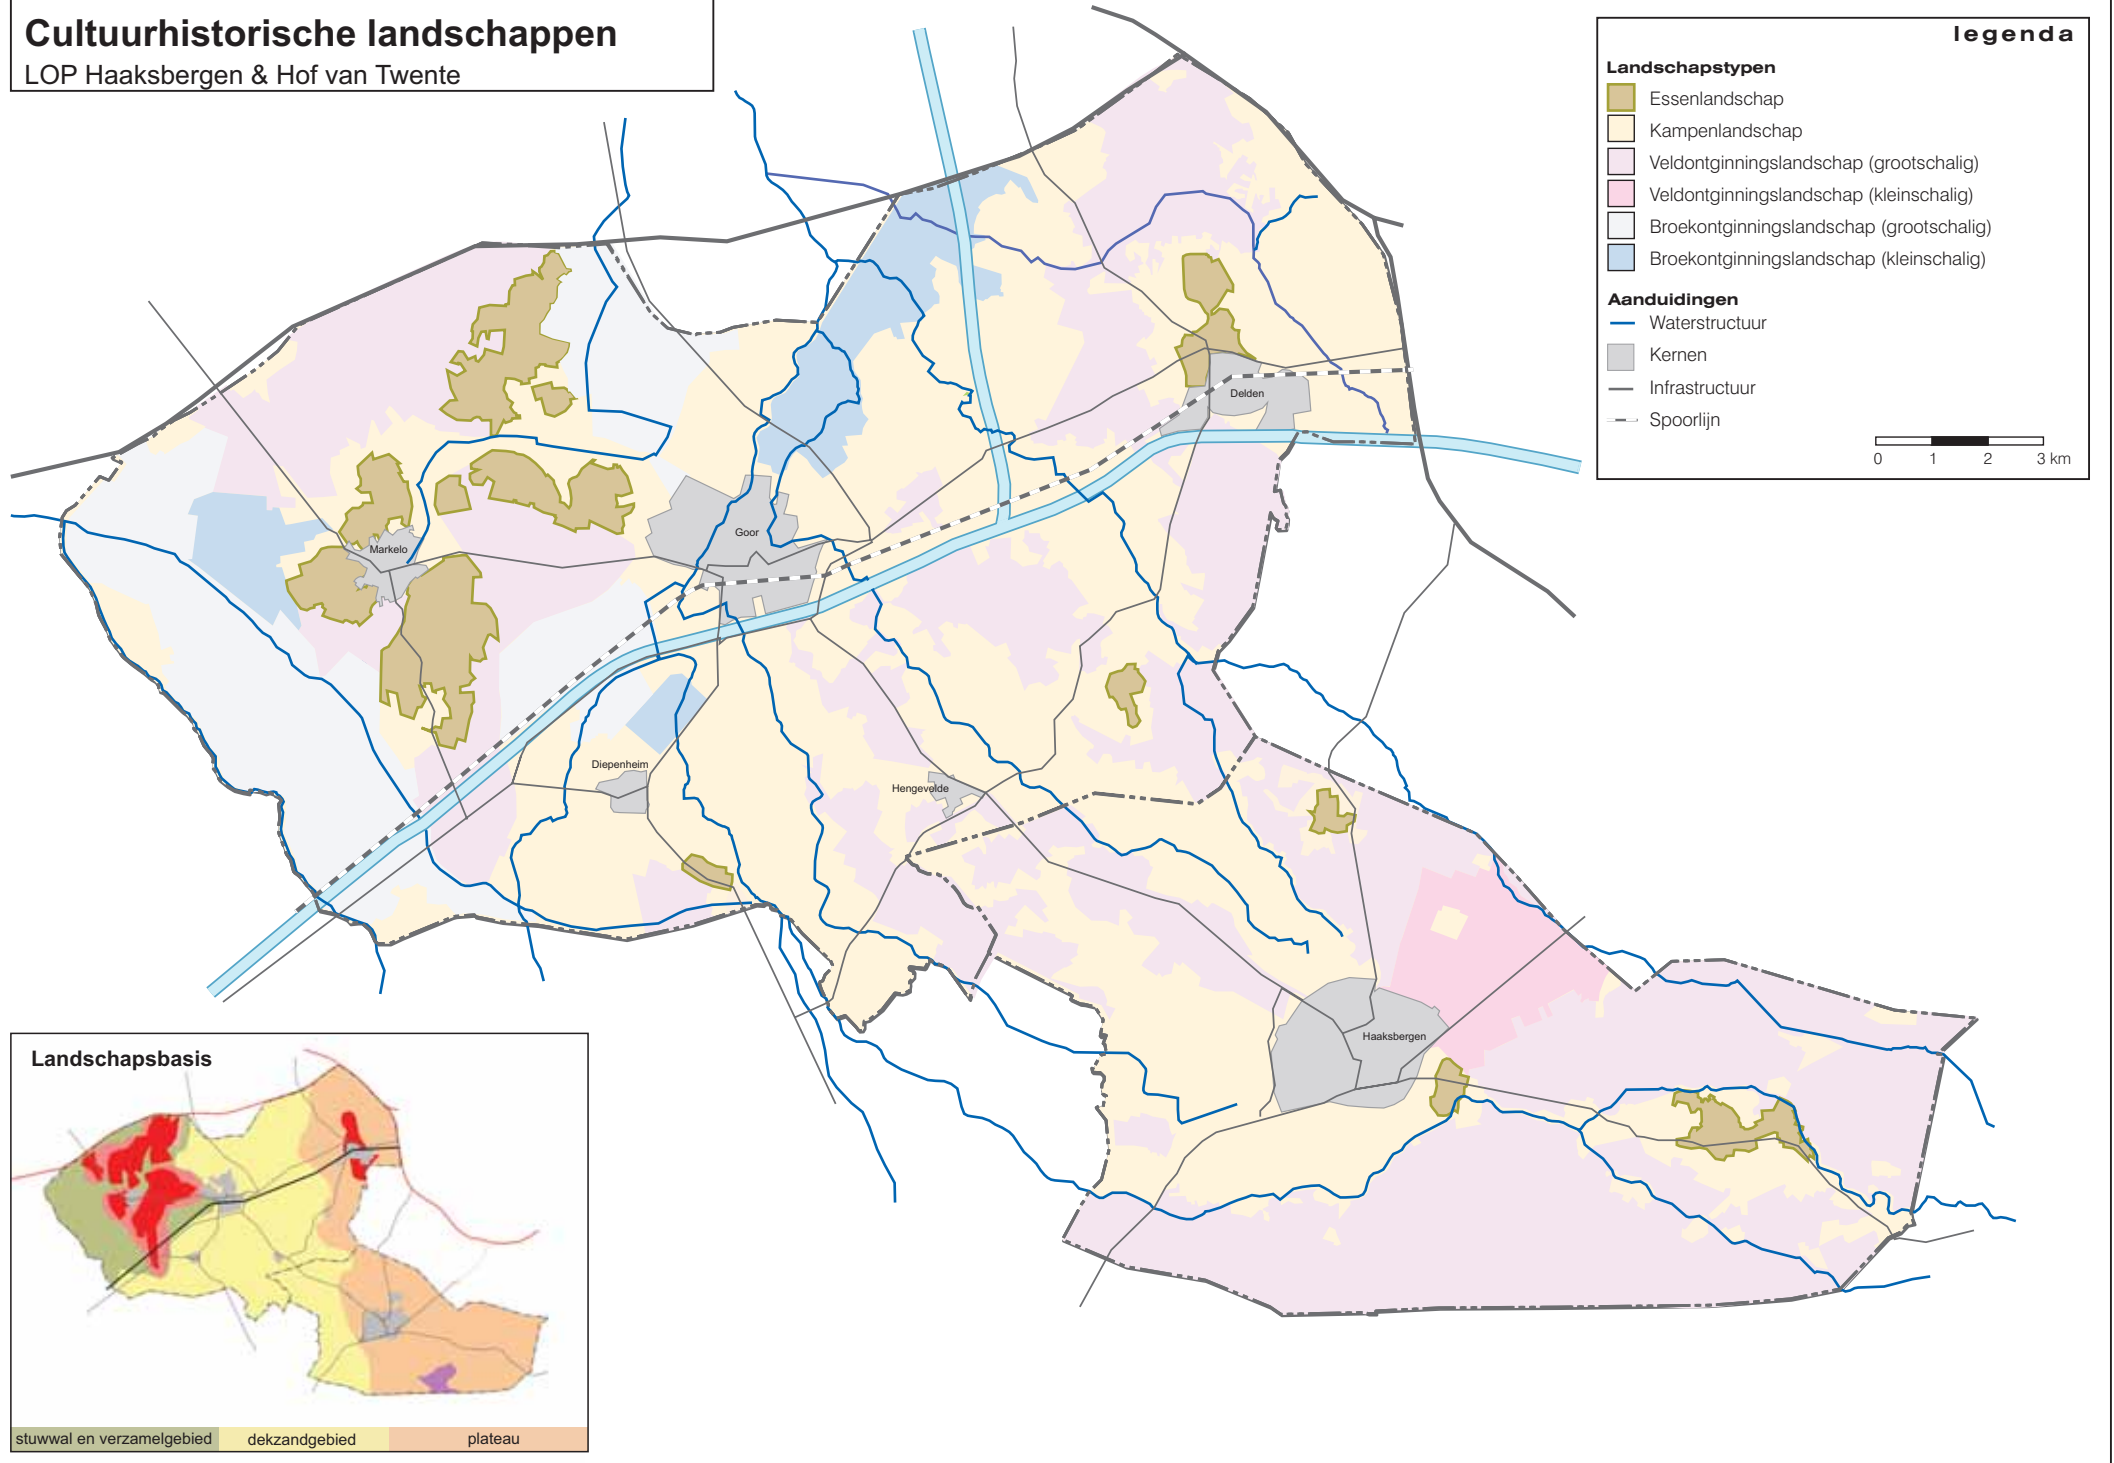 Cultuurhistorische landschappen
LOP Haaksbergen & Hof van Twente
legenda
Landschapstypen
Essenlandschap
Kampenlandschap
Veldontginningslandschap (grootschalig)
Veldontginningslandschap (kleinschalig)
Broekontginningslandschap (grootschalig)
Broekontginningslandschap (kleinschalig)
Aanduidingen
Waterstructuur
Kernen
Infrastructuur
Spoorlijn
0 1 2 3 km
Delden
Goor
Markelo
Diepenheim
Hengevelde
Haaksbergen
Landschapsbasis
stuwwal en verzamelgebied dekzandgebied plateau